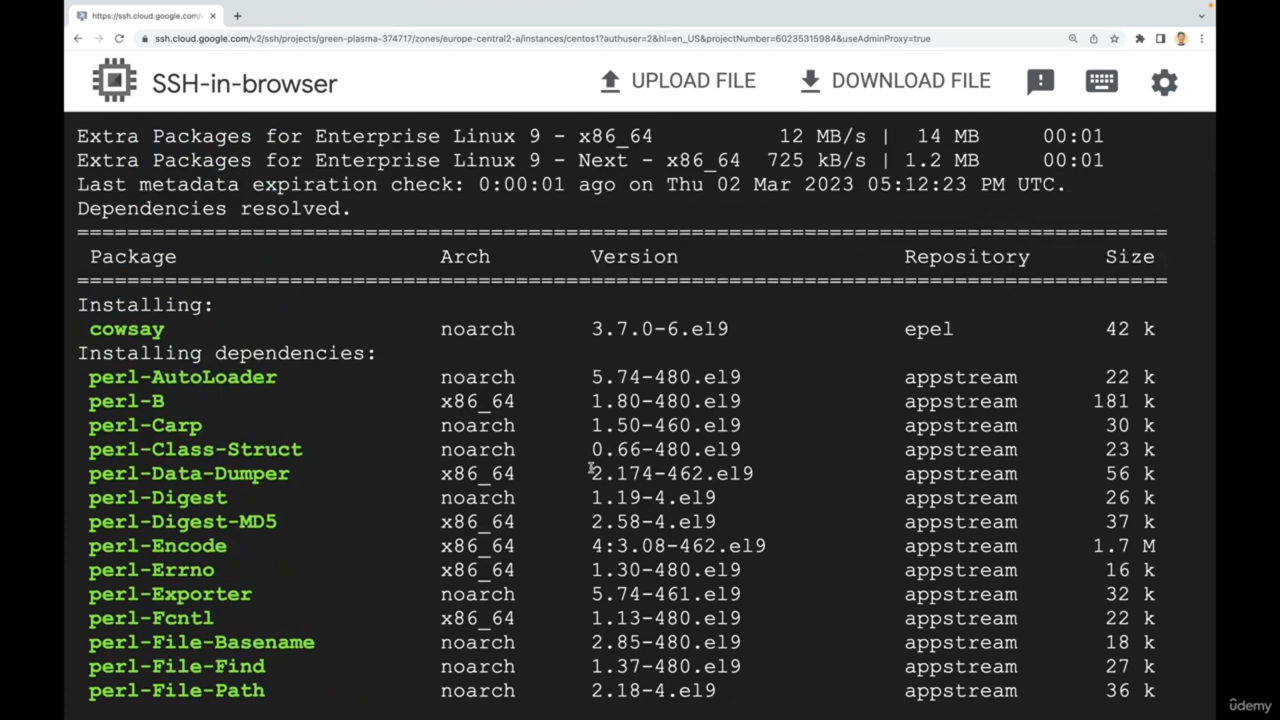 https://ssh.cloud.google.com/v
ssh.cloud.google.com/v2/ssh/projects/green-plasma-374717/zones/europe-central2-a/instances/centos1?authuser=2&hl=en_US&projectNumber=60235315984&useAdminProxy=true
SSH-in-browser UPLOAD FILE DOWNLOAD FILE
Extra Packages for Enterprise Linux 9 - x86_64 12 MB/s | 14 MB 00:01
Extra Packages for Enterprise Linux 9 - Next - x86_64 725 kB/s | 1.2 MB 00:01
Last metadata expiration check: 0:00:01 ago on Thu 02 Mar 2023 05:12:23 PM UTC.
Dependencies resolved.
=======================================================================================
Package Arch Version Repository Size
=======================================================================================
Installing:
cowsay noarch 3.7.0-6.el9 epel 42 k
Installing dependencies:
perl-AutoLoader noarch 5.74-480.el9 appstream 22 k
perl-B x86_64 1.80-480.el9 appstream 181 k
perl-Carp noarch 1.50-460.el9 appstream 30 k
perl-Class-Struct noarch 0.66-480.el9 appstream 23 k
perl-Data-Dumper x86_64 2.174-462.el9 appstream 56 k
perl-Digest noarch 1.19-4.el9 appstream 26 k
perl-Digest-MD5 x86_64 2.58-4.el9 appstream 37 k
perl-Encode x86_64 4:3.08-462.el9 appstream 1.7 M
perl-Errno x86_64 1.30-480.el9 appstream 16 k
perl-Exporter noarch 5.74-461.el9 appstream 32 k
perl-Fcntl x86_64 1.13-480.el9 appstream 22 k
perl-File-Basename noarch 2.85-480.el9 appstream 18 k
perl-File-Find noarch 1.37-480.el9 appstream 27 k
perl-File-Path noarch 2.18-4.el9 appstream 36 k
ûdemy